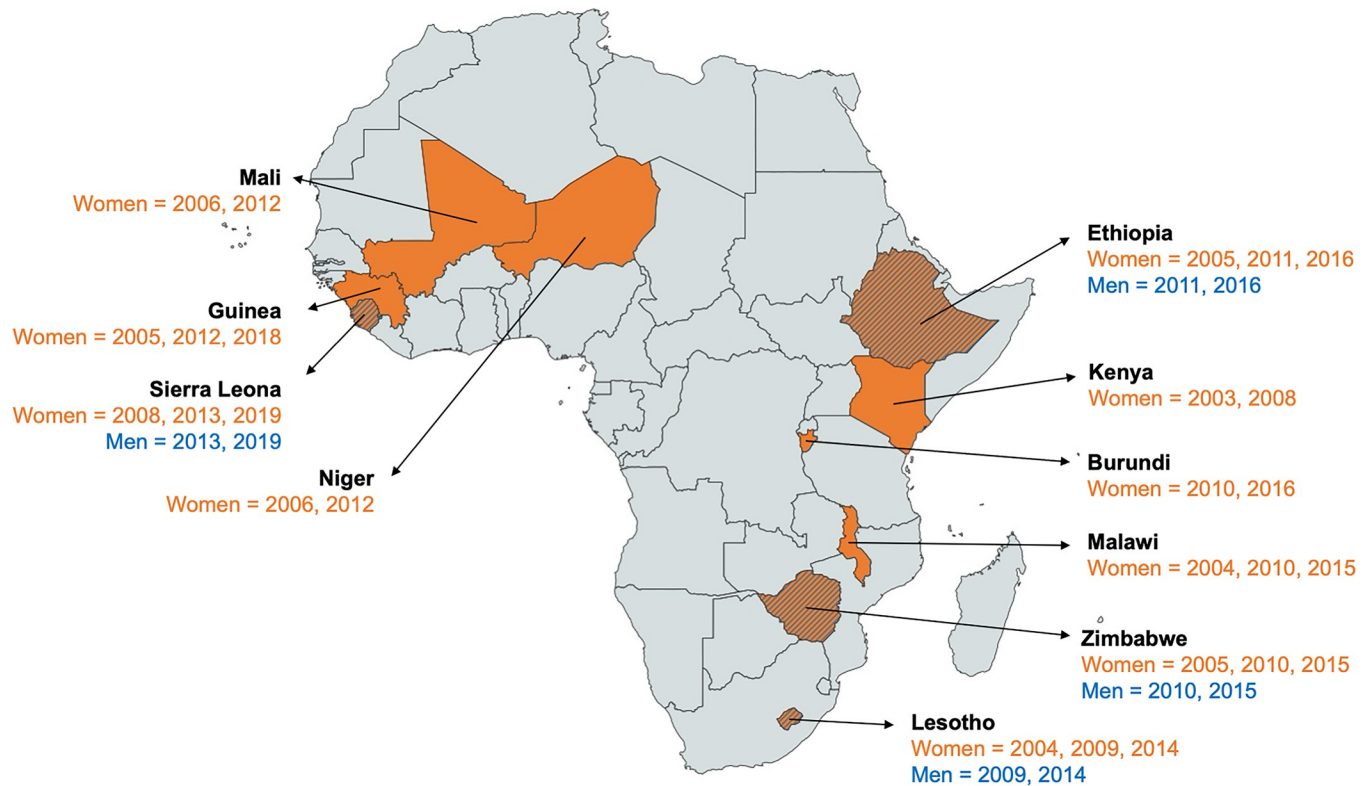 Mali
Women = 2006, 2012
Guinea
Women = 2005, 2012, 2018
Sierra Leona
Women = 2008, 2013, 2019
Men = 2013, 2019
Niger
Women = 2006, 2012
Ethiopia
Women = 2005, 2011, 2016
Men = 2011, 2016
Kenya
Women = 2003, 2008
Burundi
Women = 2010, 2016
Malawi
Women = 2004, 2010, 2015
Zimbabwe
Women = 2005, 2010, 2015
Men = 2010, 2015
Lesotho
Women = 2004, 2009, 2014
Men = 2009, 2014